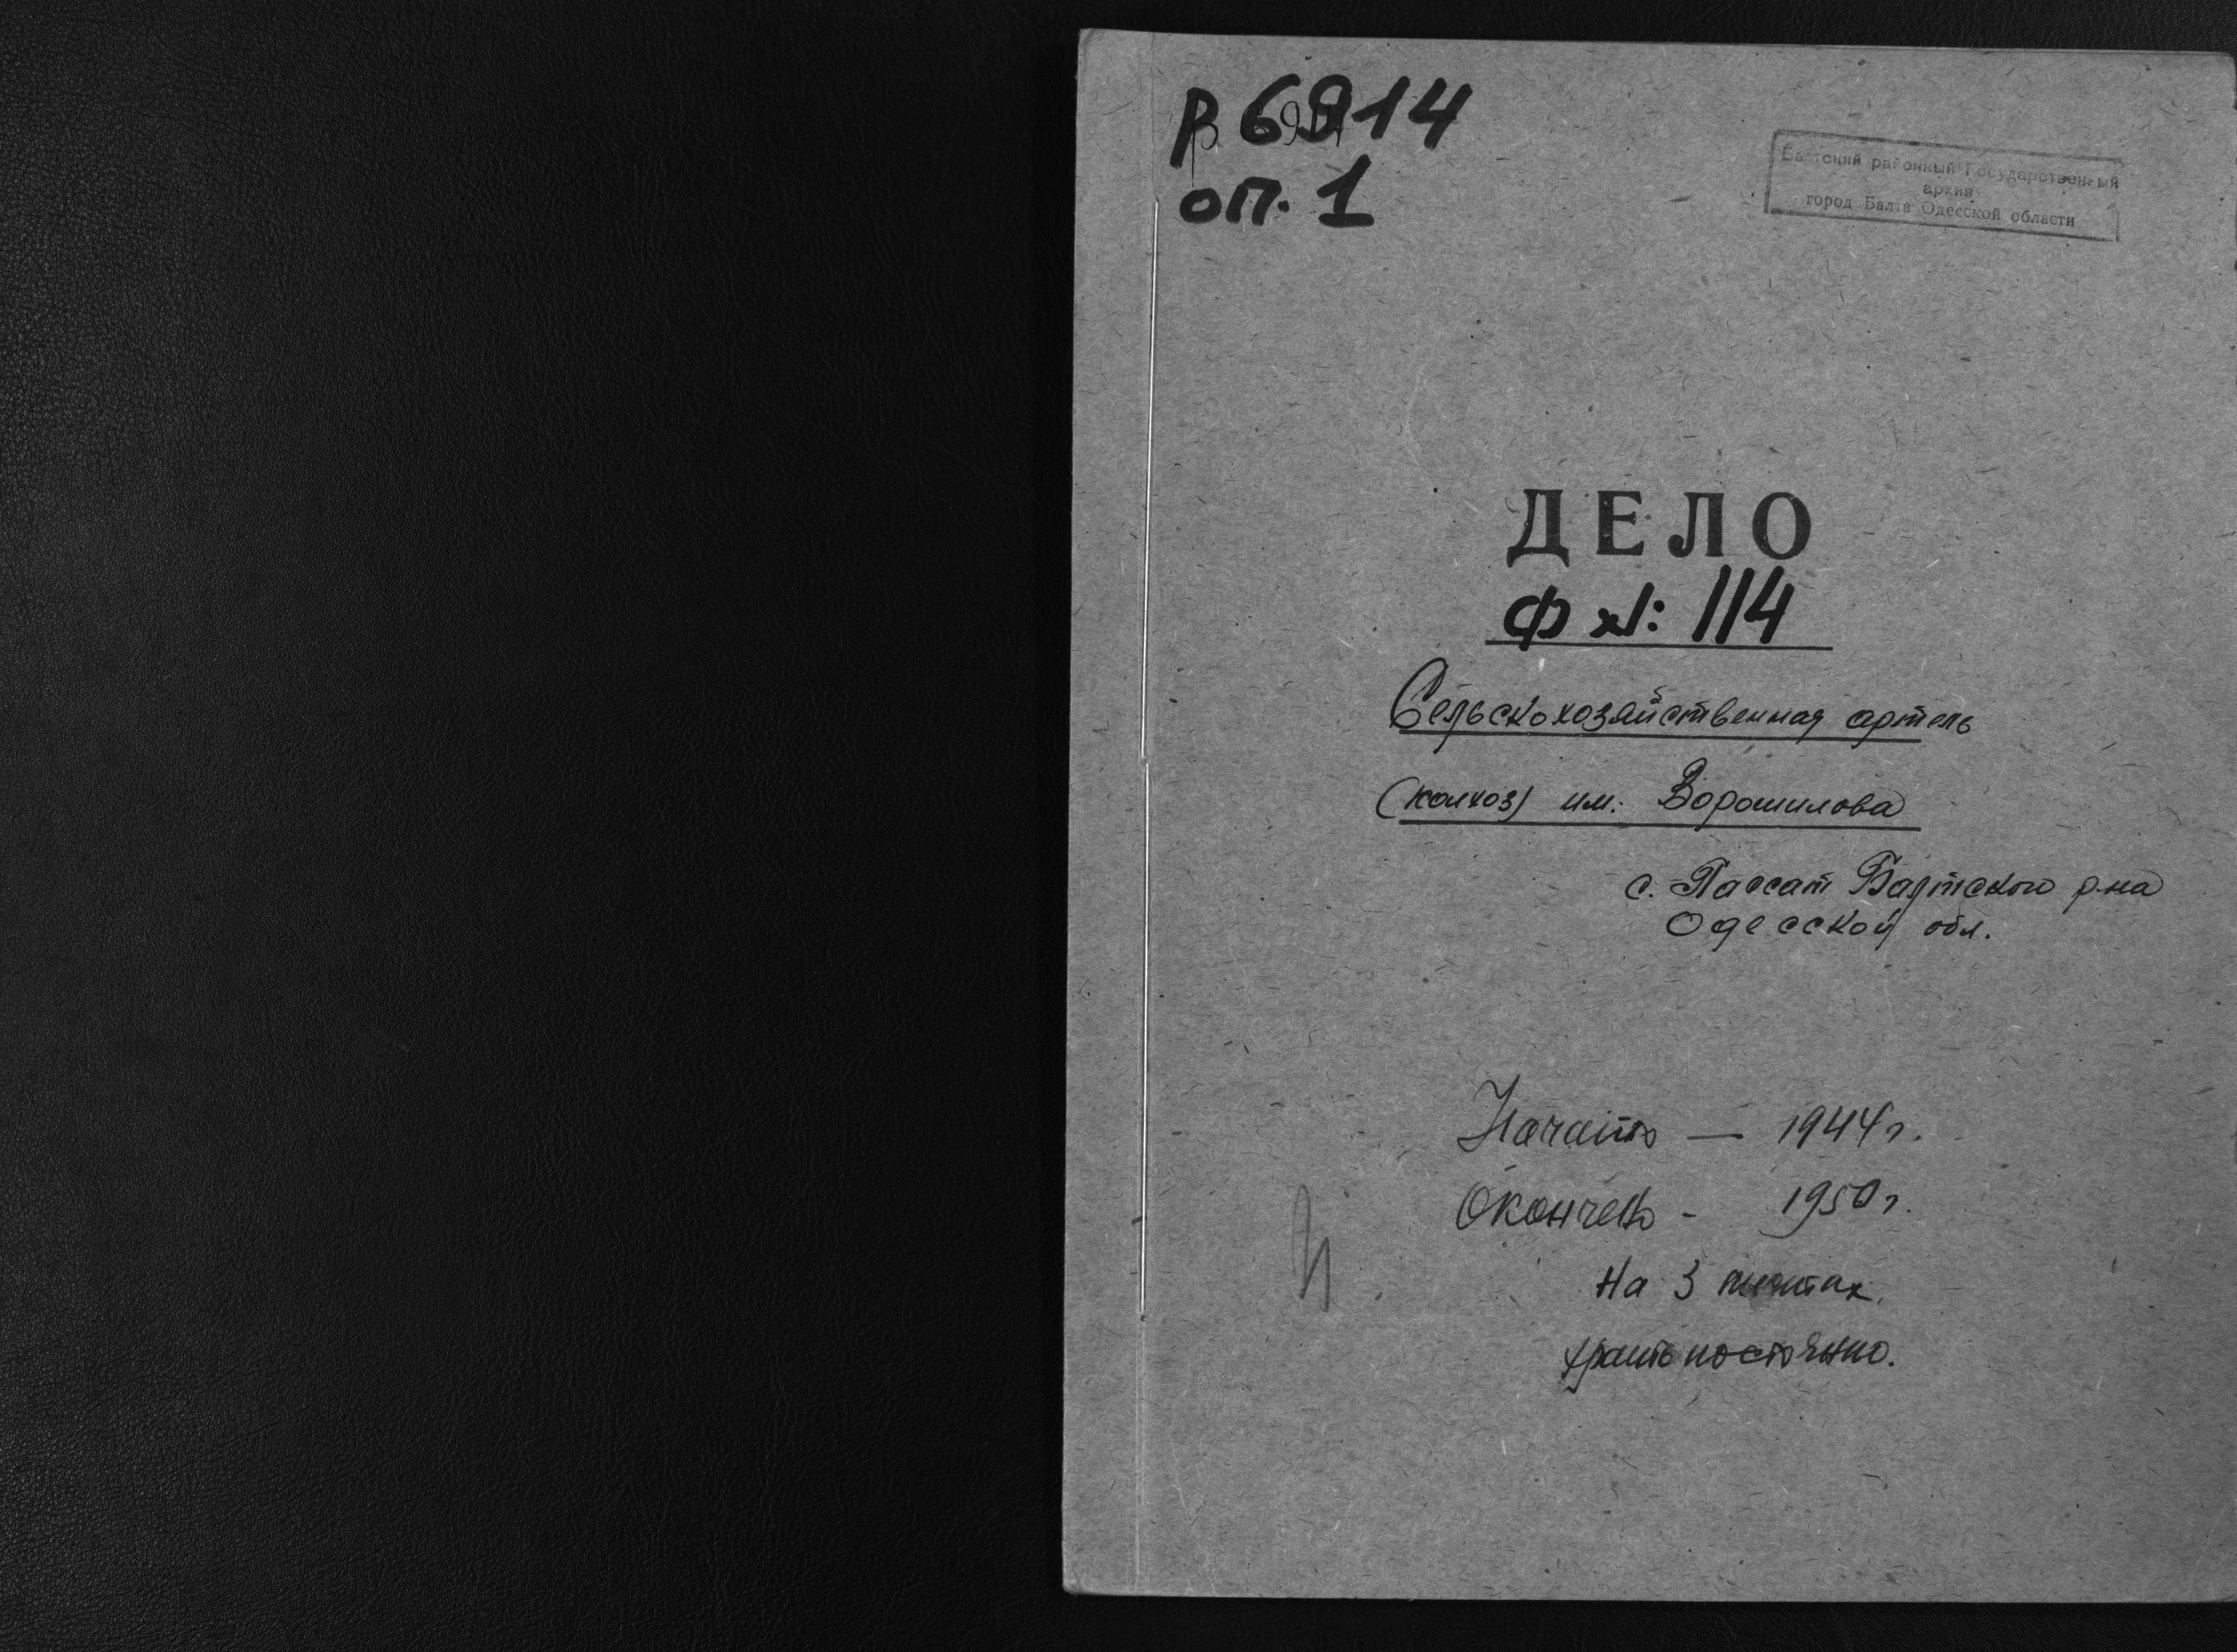 Р 6914
оп. 1
Балтский районный Государственный
архив
город Балта Одесской области
ДЕЛО
Ф №: 114
Сельскохозяйственная артель
(колхоз) им. Ворошилова
с. Пассат Балтского р-на
Одесской обл.
Начато — 1944 г.
Окончено - 1950 г.
На 3 листах.
хранить постоянно.